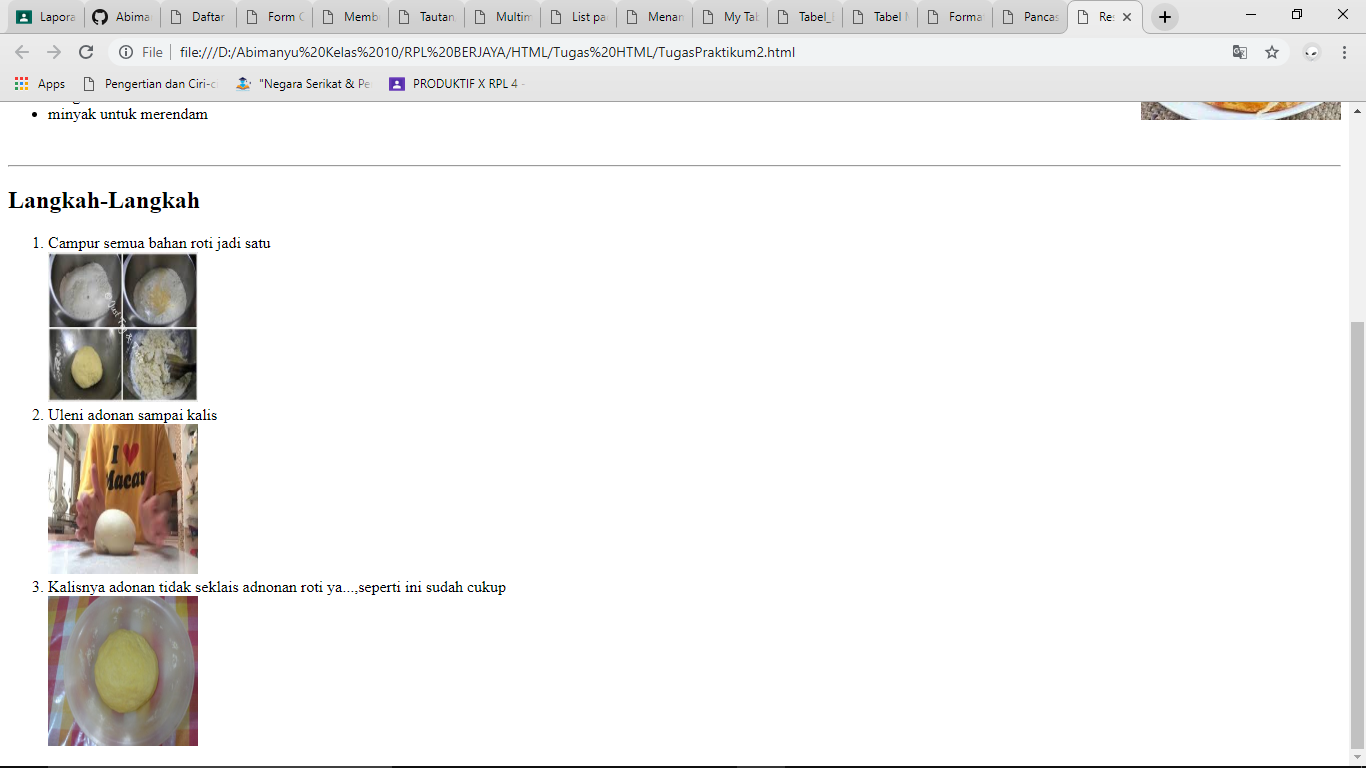 Lapora
Abima
Daftar
Form C
Memb
Tautan
Multim
List pa
Menan
My Tab
Tabel_
Tabel
Forma
Pancas
Res
File
file:///D:/Abimanyu%20Kelas%2010/RPL%20BERJAYA/HTML/Tugas%20HTML/TugasPraktikum2.html
Apps
Pengertian dan Ciri-c
"Negara Serikat & Pe
PRODUKTIF X RPL 4 -
minyak untuk merendam
Langkah-Langkah
1. Campur semua bahan roti jadi satu
2. Uleni adonan sampai kalis
I
Macau
3. Kalisnya adonan tidak seklais adnonan roti ya...,seperti ini sudah cukup